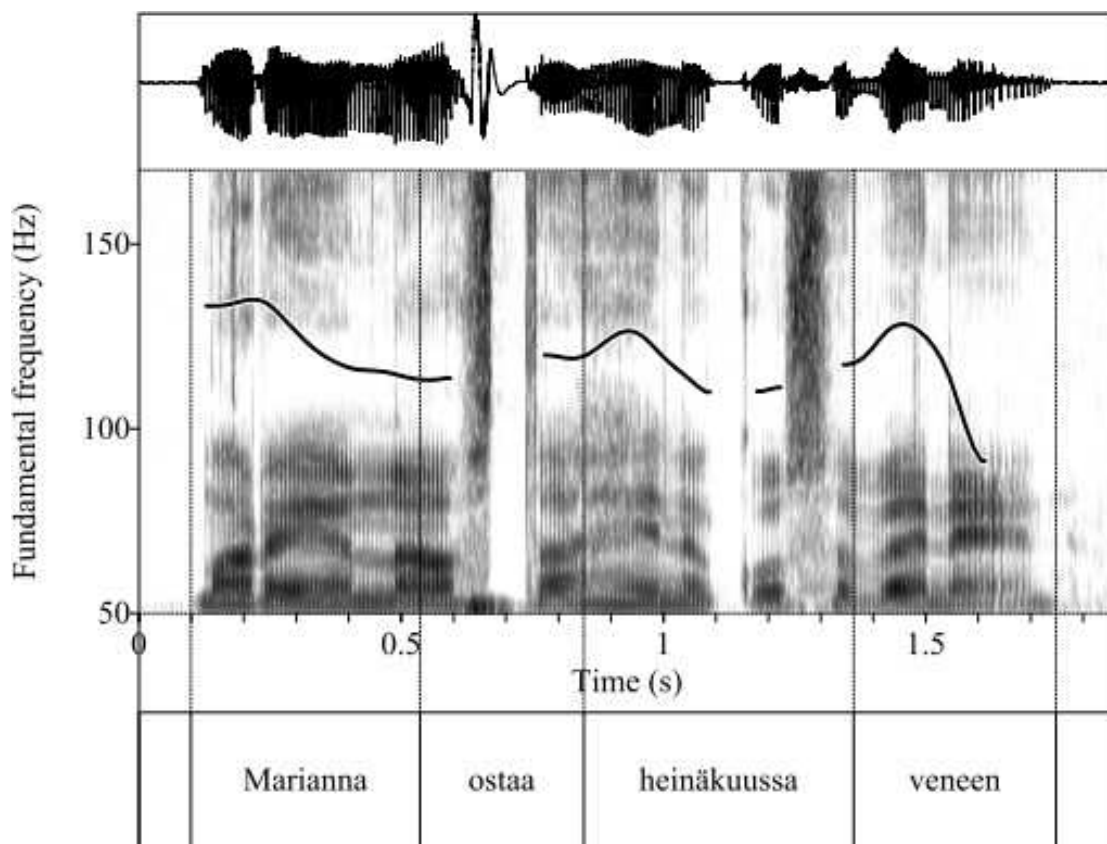 Fundamental frequency (Hz)
150
100
50
0 0.5 1 1.5
Time (s)
Marianna ostaa heinäkuussa veneen